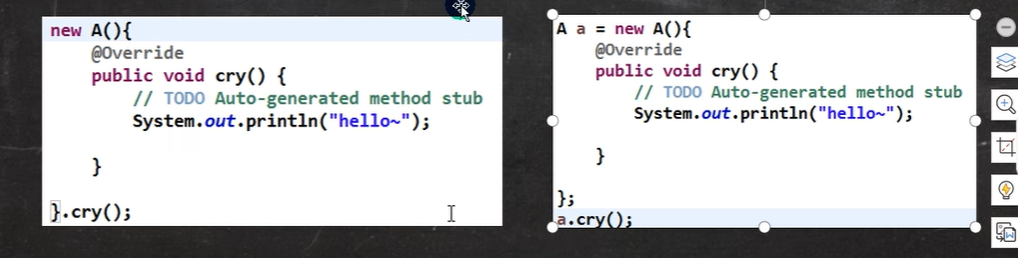 new A(){
@Override
public void cry() {
// TODO Auto-generated method stub
System.out.println("hello~");
}
}.cry();
A a = new A(){
@Override
public void cry() {
// TODO Auto-generated method stub
System.out.println("hello~");
}
};
a.cry();